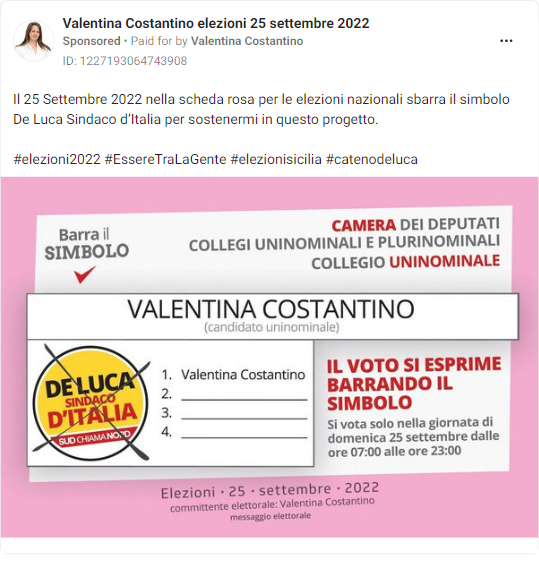 Valentina Costantino elezioni 25 settembre 2022
Sponsored • Paid for by Valentina Costantino
ID: 1227193064743908
Il 25 Settembre 2022 nella scheda rosa per le elezioni nazionali sbarra il simbolo
De Luca Sindaco d'Italia per sostenermi in questo progetto.
#elezioni2022 #EssereTraLaGente #elezionisicilia #catenodeluca
Barra il
SIMBOLO
CAMERA DEI DEPUTATI
COLLEGI UNINOMINALI E PLURINOMINALI
COLLEGIO UNINOMINALE
VALENTINA COSTANTINO
(candidato uninominale)
DE LUCA
SINDACO
D'ITALIA
SUD CHIAMA NORD
1. Valentina Costantino
2.
3.
4.
IL VOTO SI ESPRIME
BARRANDO IL
SIMBOLO
Si vota solo nella giornata di
domenica 25 settembre dalle
ore 07:00 alle ore 23:00
Elezioni • 25 • settembre • 2022
committente elettorale: Valentina Costantino
messaggio elettorale